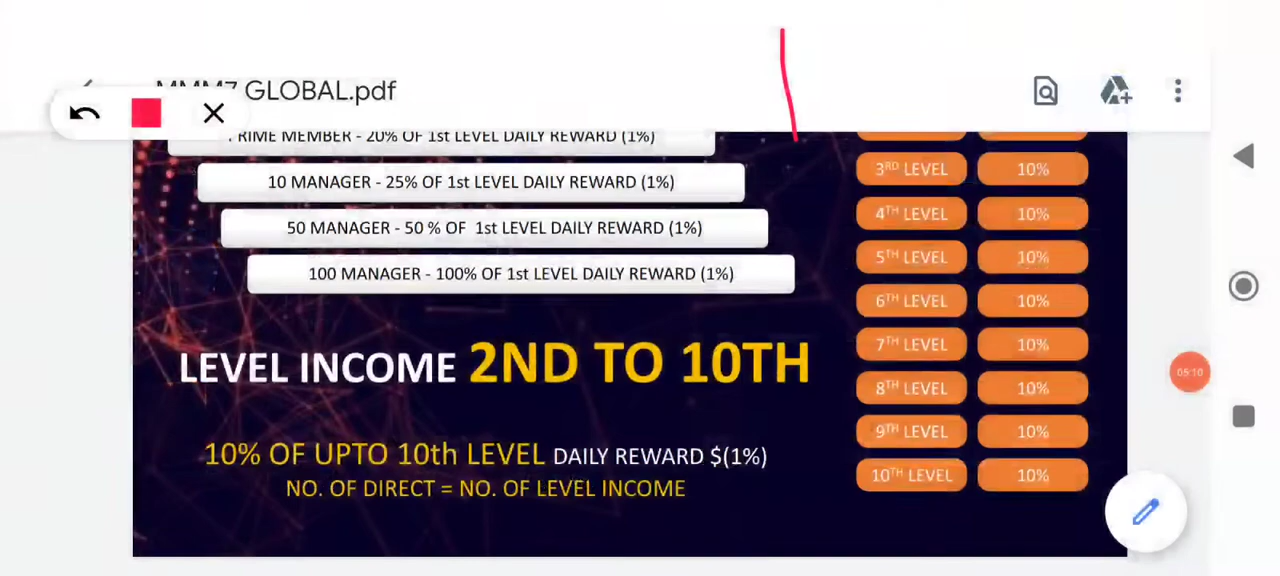 GLOBAL.pdf
PRIME MEMBER - 20% OF 1st LEVEL DAILY REWARD (1%)
10 MANAGER - 25% OF 1st LEVEL DAILY REWARD (1%)
50 MANAGER - 50 % OF 1st LEVEL DAILY REWARD (1%)
100 MANAGER - 100% OF 1st LEVEL DAILY REWARD (1%)
LEVEL INCOME 2ND TO 10TH
10% OF UPTO 10th LEVEL DAILY REWARD $(1%)
NO. OF DIRECT = NO. OF LEVEL INCOME
3RD LEVEL 10%
4TH LEVEL 10%
5TH LEVEL 10%
6TH LEVEL 10%
7TH LEVEL 10%
8TH LEVEL 10%
9TH LEVEL 10%
10TH LEVEL 10%
05:10